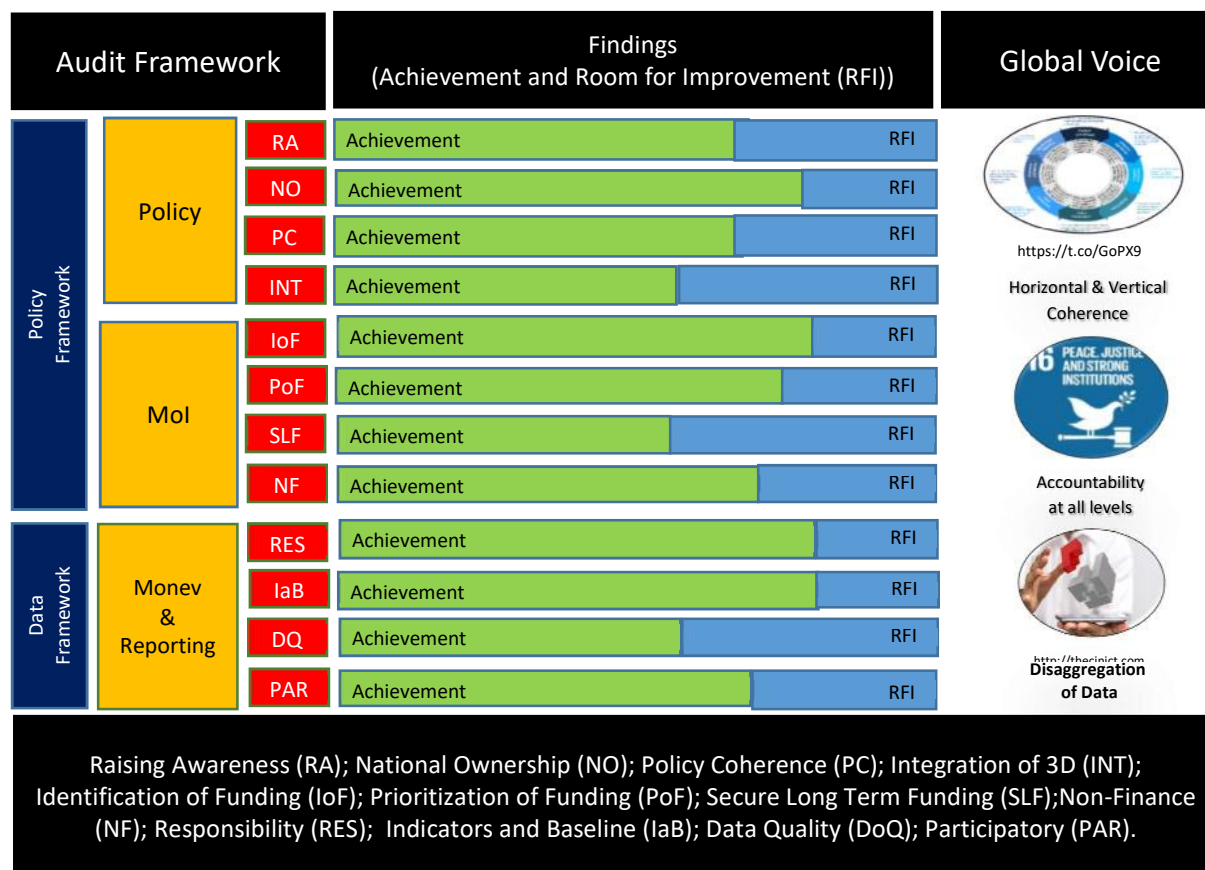 Audit Framework
Findings
(Achievement and Room for Improvement (RFI))
Global Voice
Policy
Framework
Policy
RA
Achievement
RFI
NO
Achievement
RFI
PC
Achievement
RFI
INT
Achievement
RFI
MoI
IoF
Achievement
RFI
PoF
Achievement
RFI
SLF
Achievement
RFI
NF
Achievement
RFI
Data
Framework
Monev
&
Reporting
RES
Achievement
RFI
IaB
Achievement
RFI
DQ
Achievement
RFI
PAR
Achievement
RFI
https://t.co/GoPX9
Horizontal & Vertical
Coherence
16 PEACE, JUSTICE
AND STRONG
INSTITUTIONS
Accountability
at all levels
http://thecinict.com
Disaggregation
of Data
Raising Awareness (RA); National Ownership (NO); Policy Coherence (PC); Integration of 3D (INT);
Identification of Funding (IoF); Prioritization of Funding (PoF); Secure Long Term Funding (SLF);Non-Finance
(NF); Responsibility (RES); Indicators and Baseline (IaB); Data Quality (DoQ); Participatory (PAR).